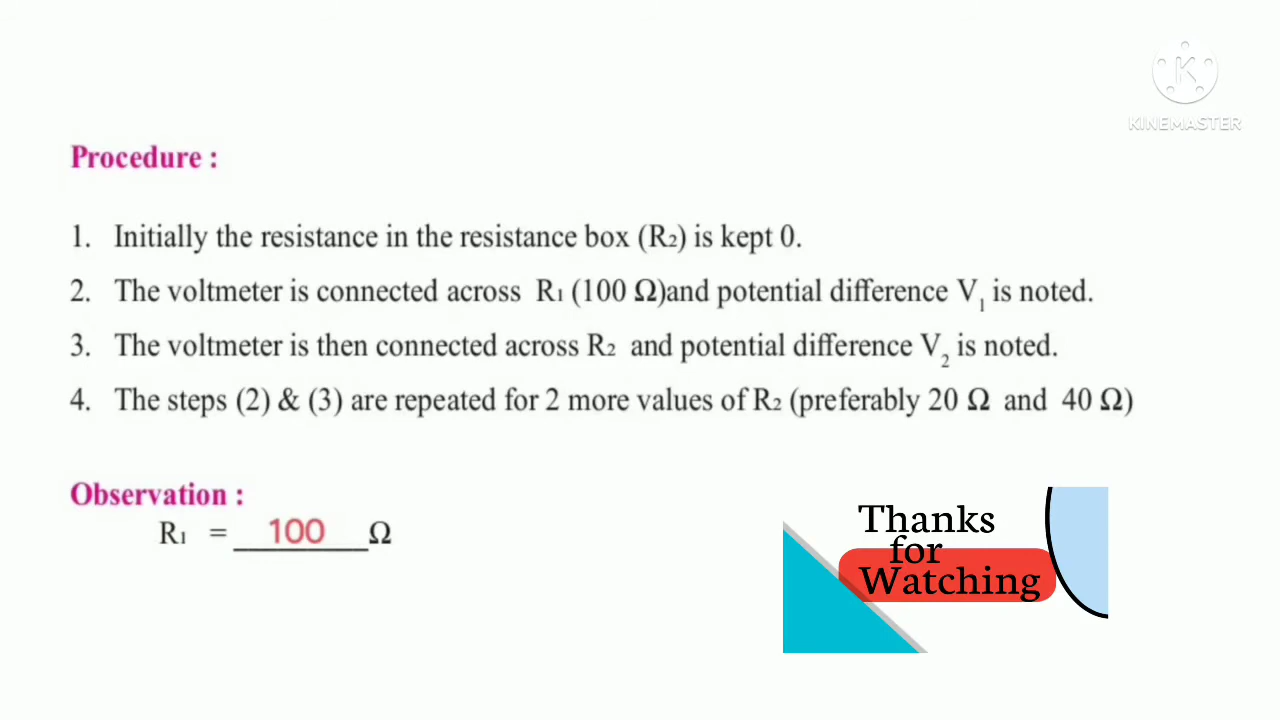 KINEMASTER
Procedure :
1. Initially the resistance in the resistance box (R₂) is kept 0.
2. The voltmeter is connected across R₁ (100 Ω)and potential difference V₁ is noted.
3. The voltmeter is then connected across R₂ and potential difference V₂ is noted.
4. The steps (2) & (3) are repeated for 2 more values of R₂ (preferably 20 Ω and 40 Ω)
Observation :
R₁ = 100 Ω
Thanks
for
Watching